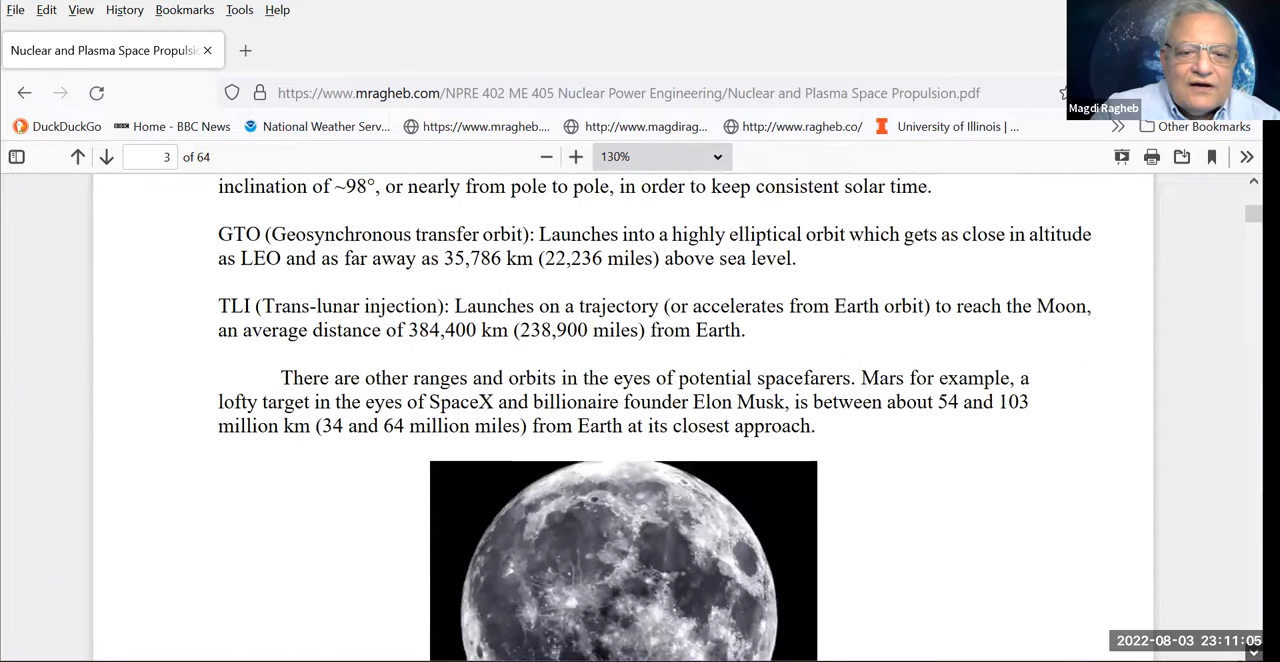 File Edit View History Bookmarks Tools Help
Nuclear and Plasma Space Propulsi
https://www.mragheb.com/NPRE 402 ME 405 Nuclear Power Engineering/Nuclear and Plasma Space Propulsion.pdf
Magdi Ragheb
DuckDuckGo Home - BBC News National Weather Serv... https://www.mragheb.... http://www.magdirag... http://www.ragheb.co/ University of Illinois |... Other Bookmarks
3 of 64 130%
inclination of ~98°, or nearly from pole to pole, in order to keep consistent solar time.
GTO (Geosynchronous transfer orbit): Launches into a highly elliptical orbit which gets as close in altitude
as LEO and as far away as 35,786 km (22,236 miles) above sea level.
TLI (Trans-lunar injection): Launches on a trajectory (or accelerates from Earth orbit) to reach the Moon,
an average distance of 384,400 km (238,900 miles) from Earth.
There are other ranges and orbits in the eyes of potential spacefarers. Mars for example, a
lofty target in the eyes of SpaceX and billionaire founder Elon Musk, is between about 54 and 103
million km (34 and 64 million miles) from Earth at its closest approach.
2022-08-03 23:11:05